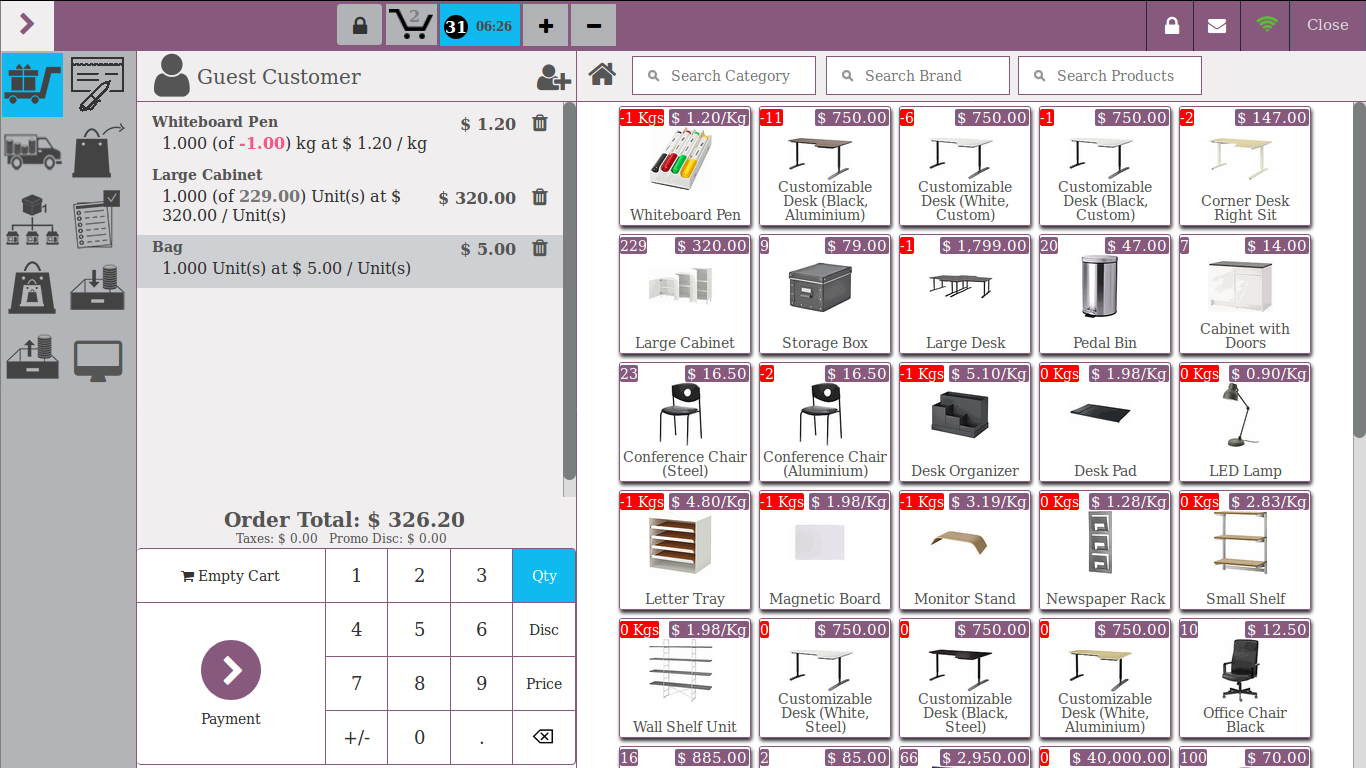 2
31 06:26
Close
Guest Customer
Search Category
Search Brand
Search Products
Whiteboard Pen $ 1.20
1.000 (of -1.00) kg at $ 1.20 / kg
Large Cabinet
1.000 (of 229.00) Unit(s) at $ $ 320.00
320.00 / Unit(s)
Bag $ 5.00
1.000 Unit(s) at $ 5.00 / Unit(s)
Order Total: $ 326.20
Taxes: $ 0.00 Promo Disc: $ 0.00
Empty Cart 1 2 3 Qty
4 5 6 Disc
7 8 9 Price
Payment
+/- 0 .
-1 Kgs $ 1.20/Kg
Whiteboard Pen
-11 $ 750.00
Customizable
Desk (Black,
Aluminium)
-6 $ 750.00
Customizable
Desk (White,
Custom)
-1 $ 750.00
Customizable
Desk (Black,
Custom)
-2 $ 147.00
Corner Desk
Right Sit
229 $ 320.00
Large Cabinet
9 $ 79.00
Storage Box
-1 $ 1,799.00
Large Desk
20 $ 47.00
Pedal Bin
7 $ 14.00
Cabinet with
Doors
23 $ 16.50
Conference Chair
(Steel)
-2 $ 16.50
Conference Chair
(Aluminium)
-1 Kgs $ 5.10/Kg
Desk Organizer
0 Kgs $ 1.98/Kg
Desk Pad
0 Kgs $ 0.90/Kg
LED Lamp
-1 Kgs $ 4.80/Kg
Letter Tray
-1 Kgs $ 1.98/Kg
Magnetic Board
-1 Kgs $ 3.19/Kg
Monitor Stand
0 Kgs $ 1.28/Kg
Newspaper Rack
0 Kgs $ 2.83/Kg
Small Shelf
0 Kgs $ 1.98/Kg
Wall Shelf Unit
0 $ 750.00
Customizable
Desk (White,
Steel)
0 $ 750.00
Customizable
Desk (Black,
Steel)
0 $ 750.00
Customizable
Desk (White,
Aluminium)
10 $ 12.50
Office Chair
Black
16 $ 885.00
2 $ 85.00
66 $ 2,950.00
0 $ 40,000.00
100 $ 70.00